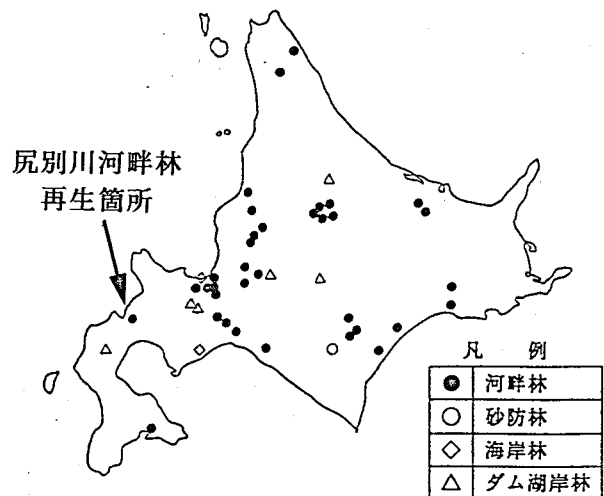 尻別川河畔林
再生箇所
凡 例
● 河畔林
○ 砂防林
◇ 海岸林
△ ダム湖岸林